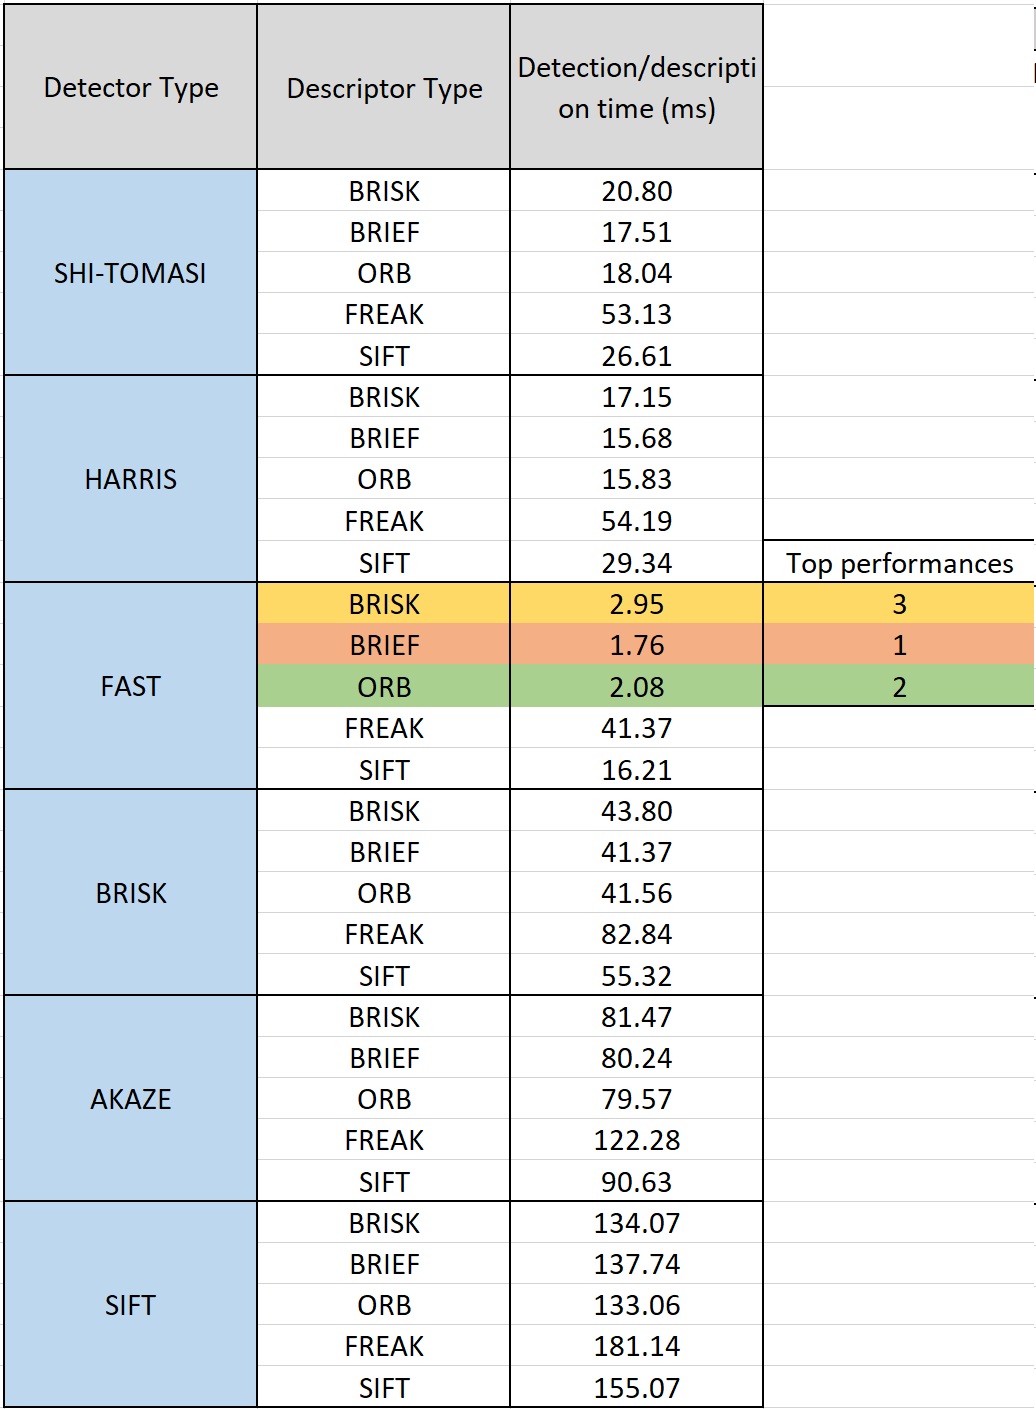 Detector Type Descriptor Type Detection/descripti
on time (ms)
SHI-TOMASI
BRISK 20.80
BRIEF 17.51
ORB 18.04
FREAK 53.13
SIFT 26.61
HARRIS
BRISK 17.15
BRIEF 15.68
ORB 15.83
FREAK 54.19
SIFT 29.34 Top performances
FAST
BRISK 2.95 3
BRIEF 1.76 1
ORB 2.08 2
FREAK 41.37
SIFT 16.21
BRISK
BRISK 43.80
BRIEF 41.37
ORB 41.56
FREAK 82.84
SIFT 55.32
AKAZE
BRISK 81.47
BRIEF 80.24
ORB 79.57
FREAK 122.28
SIFT 90.63
SIFT
BRISK 134.07
BRIEF 137.74
ORB 133.06
FREAK 181.14
SIFT 155.07